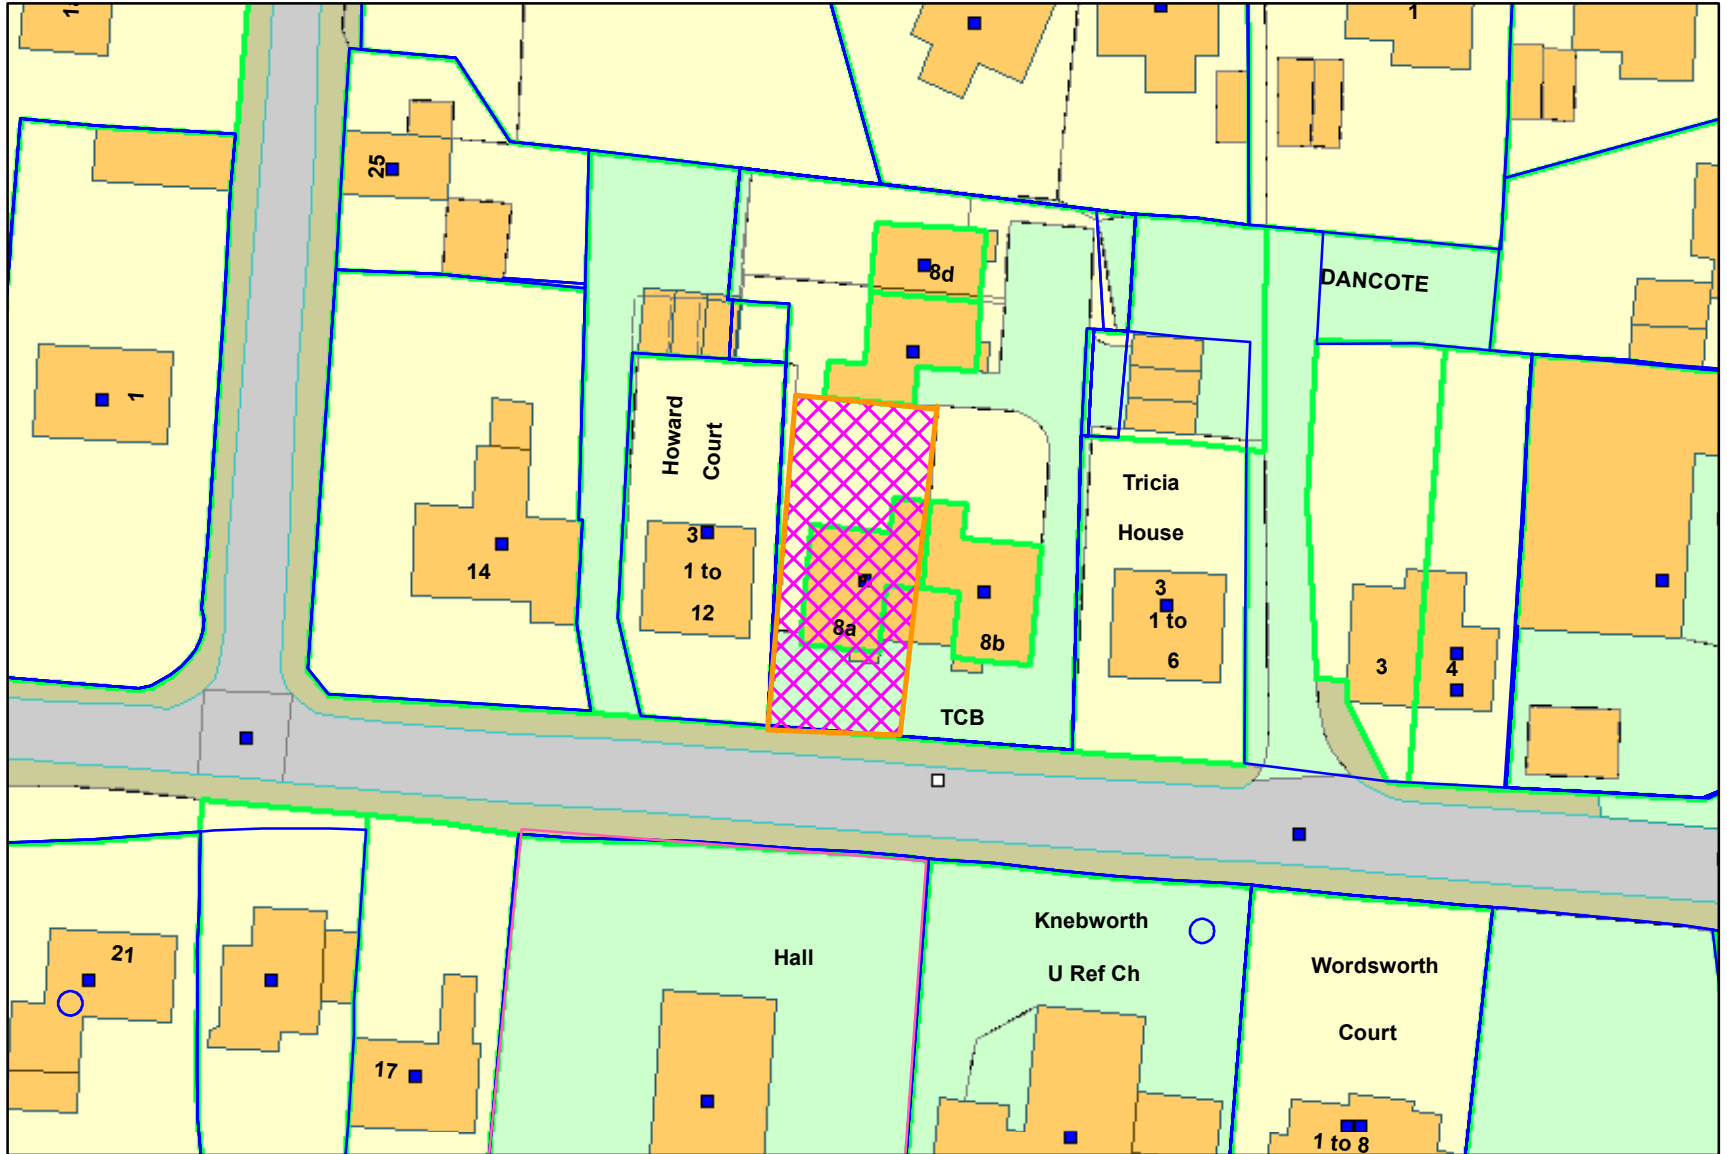 1
25
8d
DANCOTE
1
Howard
Court
Tricia
House
3
1 to
12
14
8a
8b
3
1 to
6
3
4
TCB
21
17
Hall
Knebworth
U Ref Ch
Wordsworth
Court
1 to 8